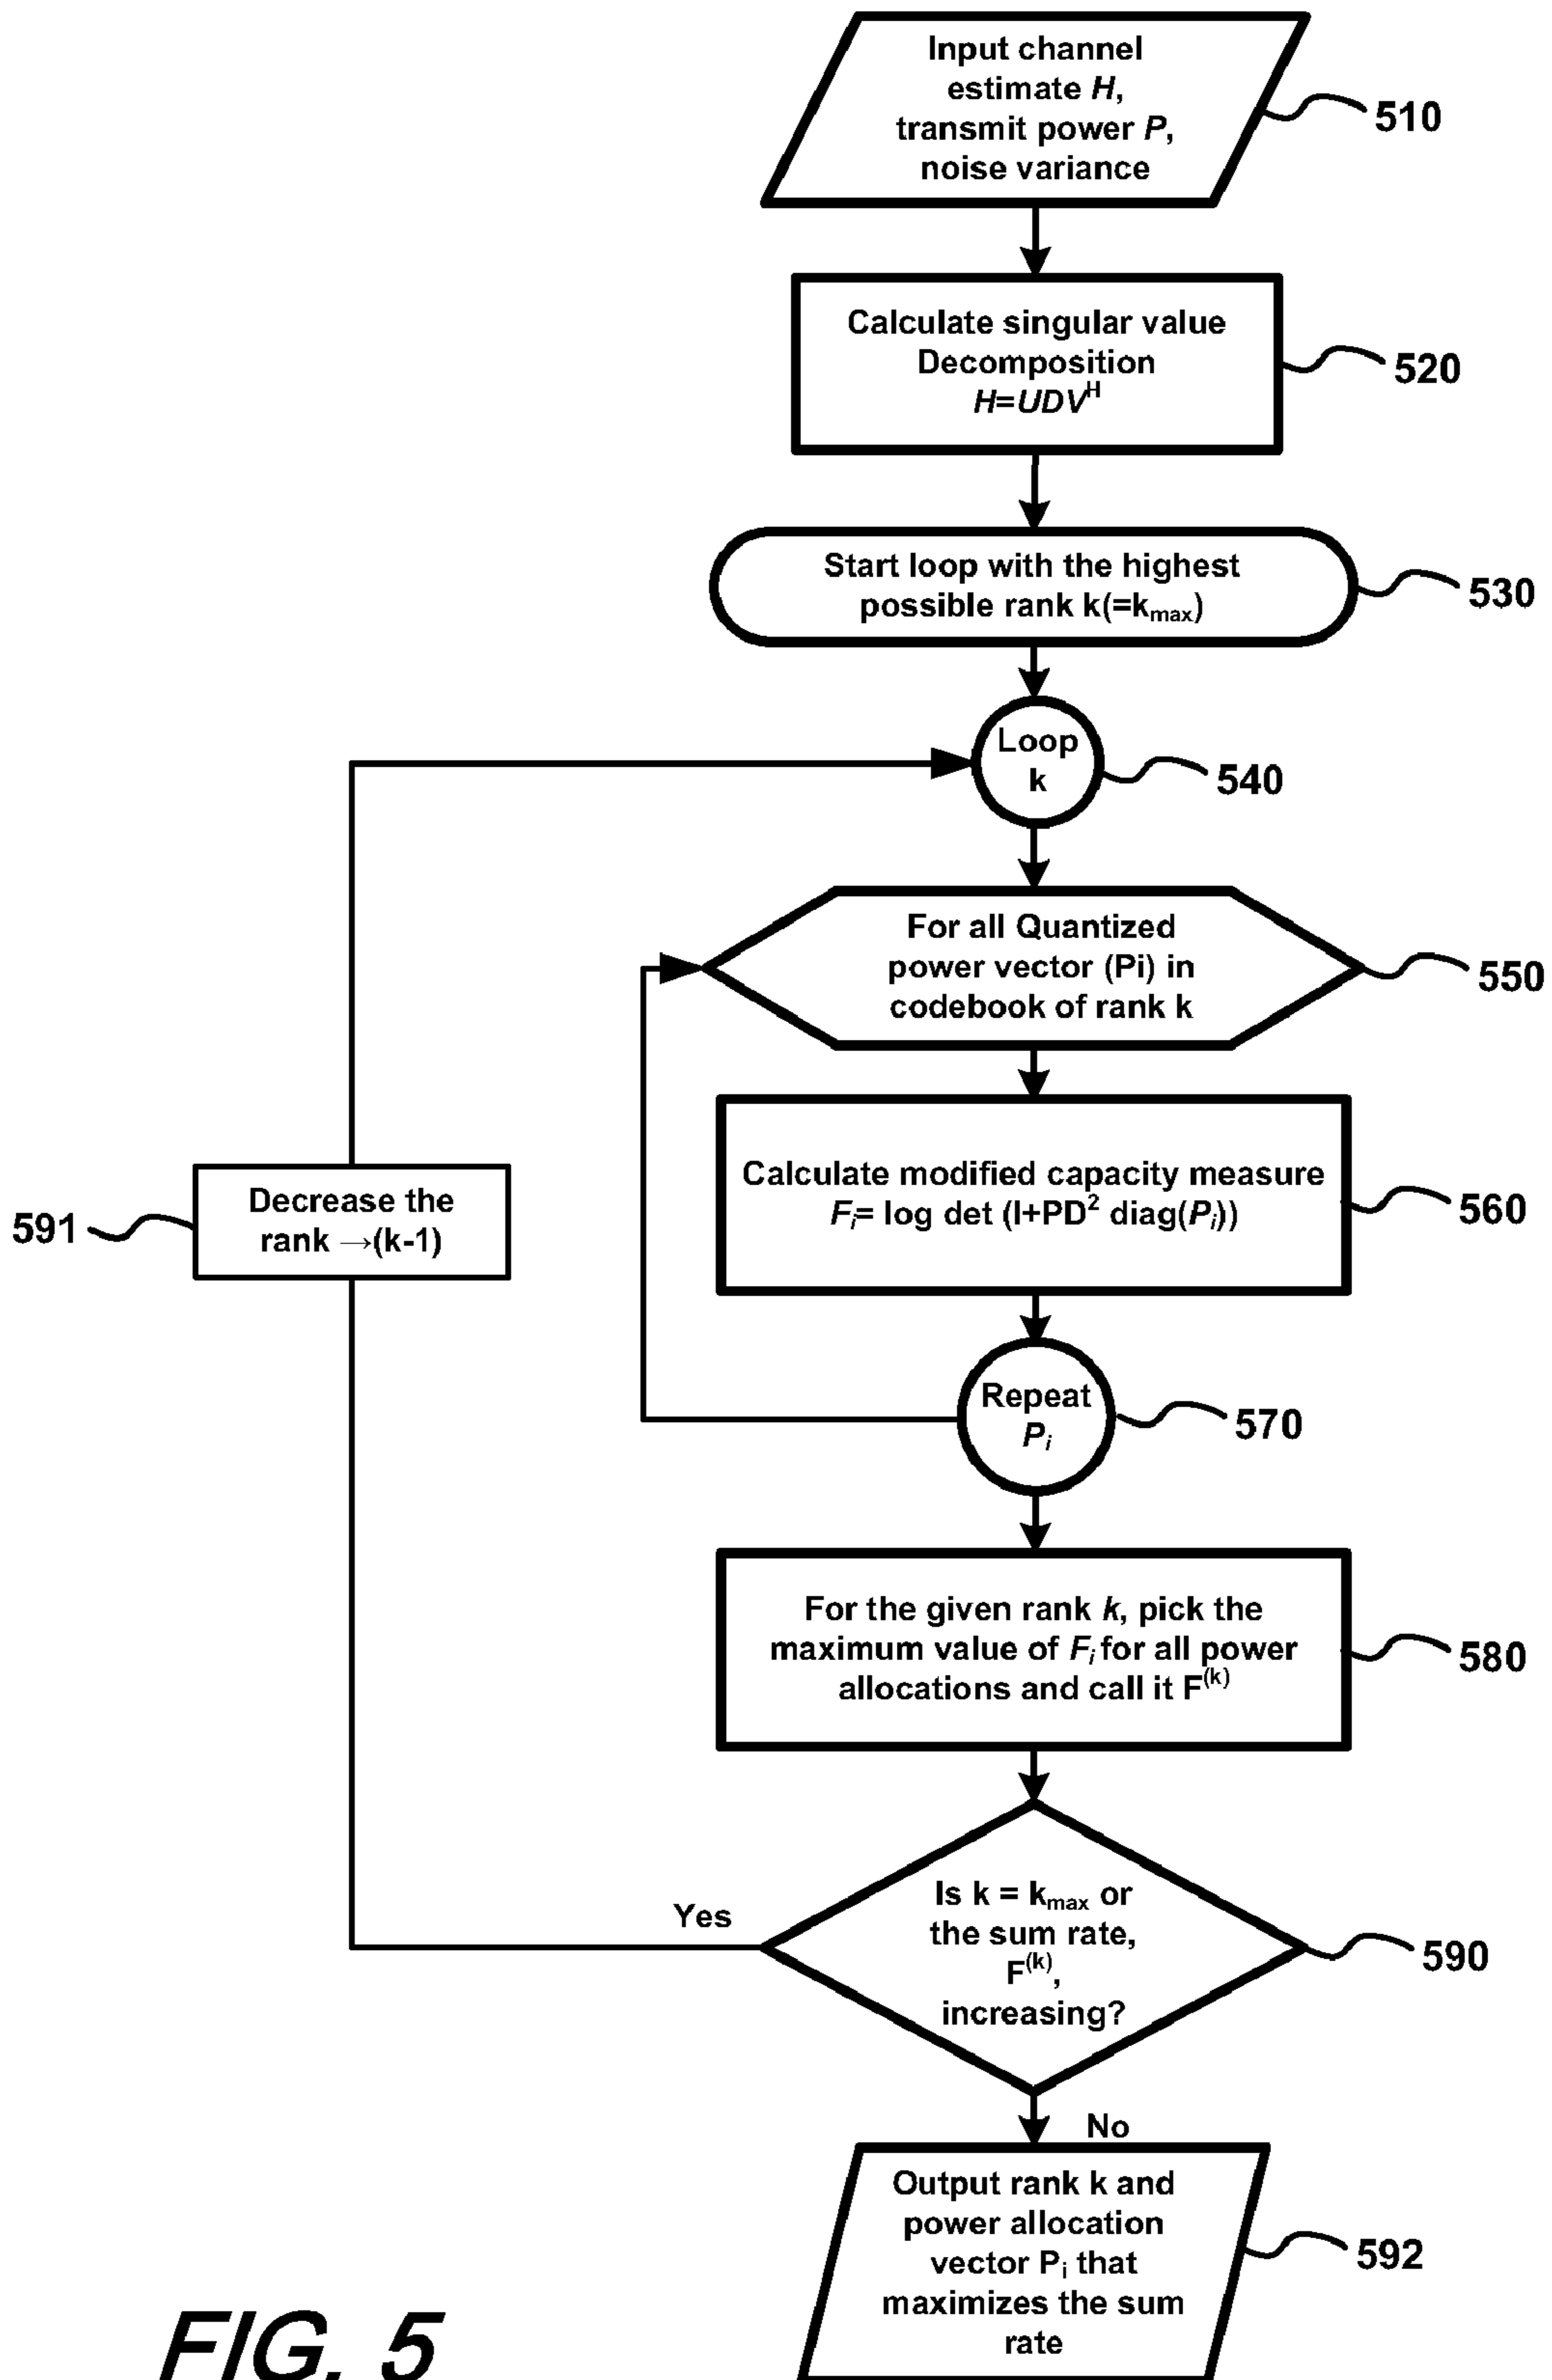 Input channel
estimate H,
transmit power P,
noise variance
510
Calculate singular value
Decomposition
H=UDV^H
520
Start loop with the highest
possible rank k(=k_max)
530
Loop
k
540
For all Quantized
power vector (Pi) in
codebook of rank k
550
Calculate modified capacity measure
F_i= log det (I+PD² diag(P_i))
560
Decrease the
rank →(k-1)
591
Repeat
P_i
570
For the given rank k, pick the
maximum value of F_i for all power
allocations and call it F^(k)
580
Is k = k_max or
the sum rate,
F^(k),
increasing?
590
Yes
No
Output rank k and
power allocation
vector P_i that
maximizes the sum
rate
592
FIG. 5